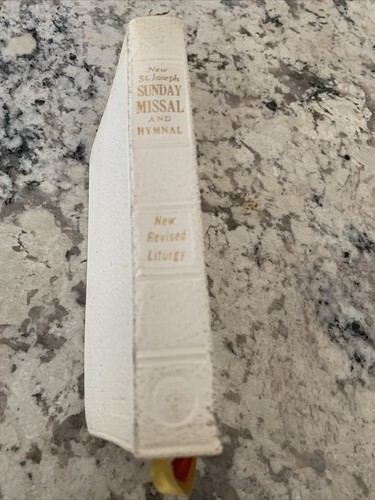 New
St. Joseph
SUNDAY
MISSAL
AND
HYMNAL
New
Revised
Liturgy